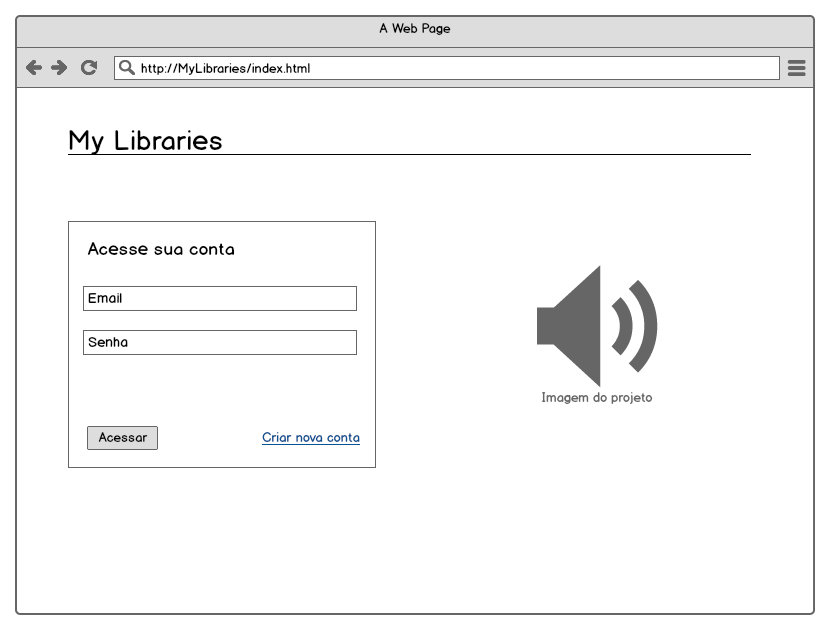 A Web Page
http://MyLibraries/index.html
My Libraries
Acesse sua conta
Email
Senha
Acessar
Criar nova conta
Imagem do projeto